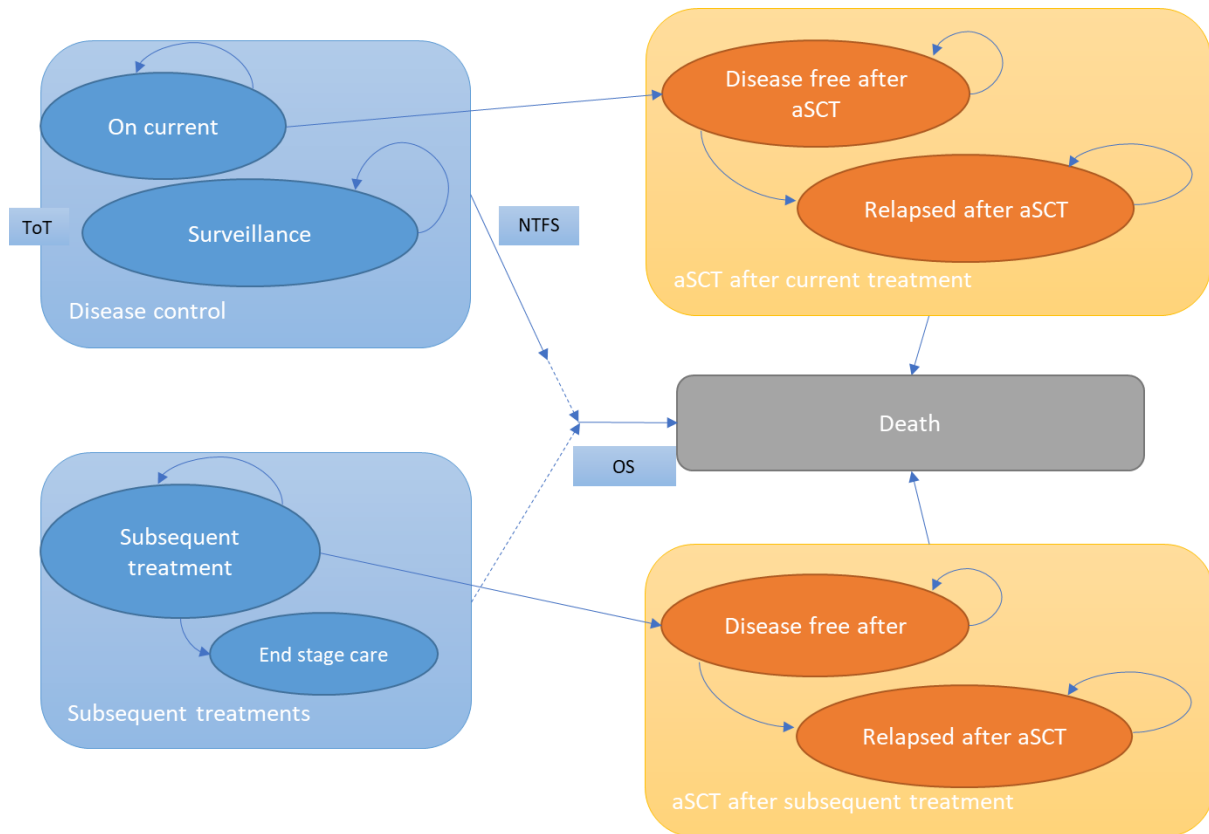 On current
Surveillance
ToT
Disease control
NTFS
Disease free after
aSCT
Relapsed after aSCT
aSCT after current treatment
Death
OS
Subsequent
treatment
End stage care
Subsequent treatments
Disease free after
Relapsed after aSCT
aSCT after subsequent treatment